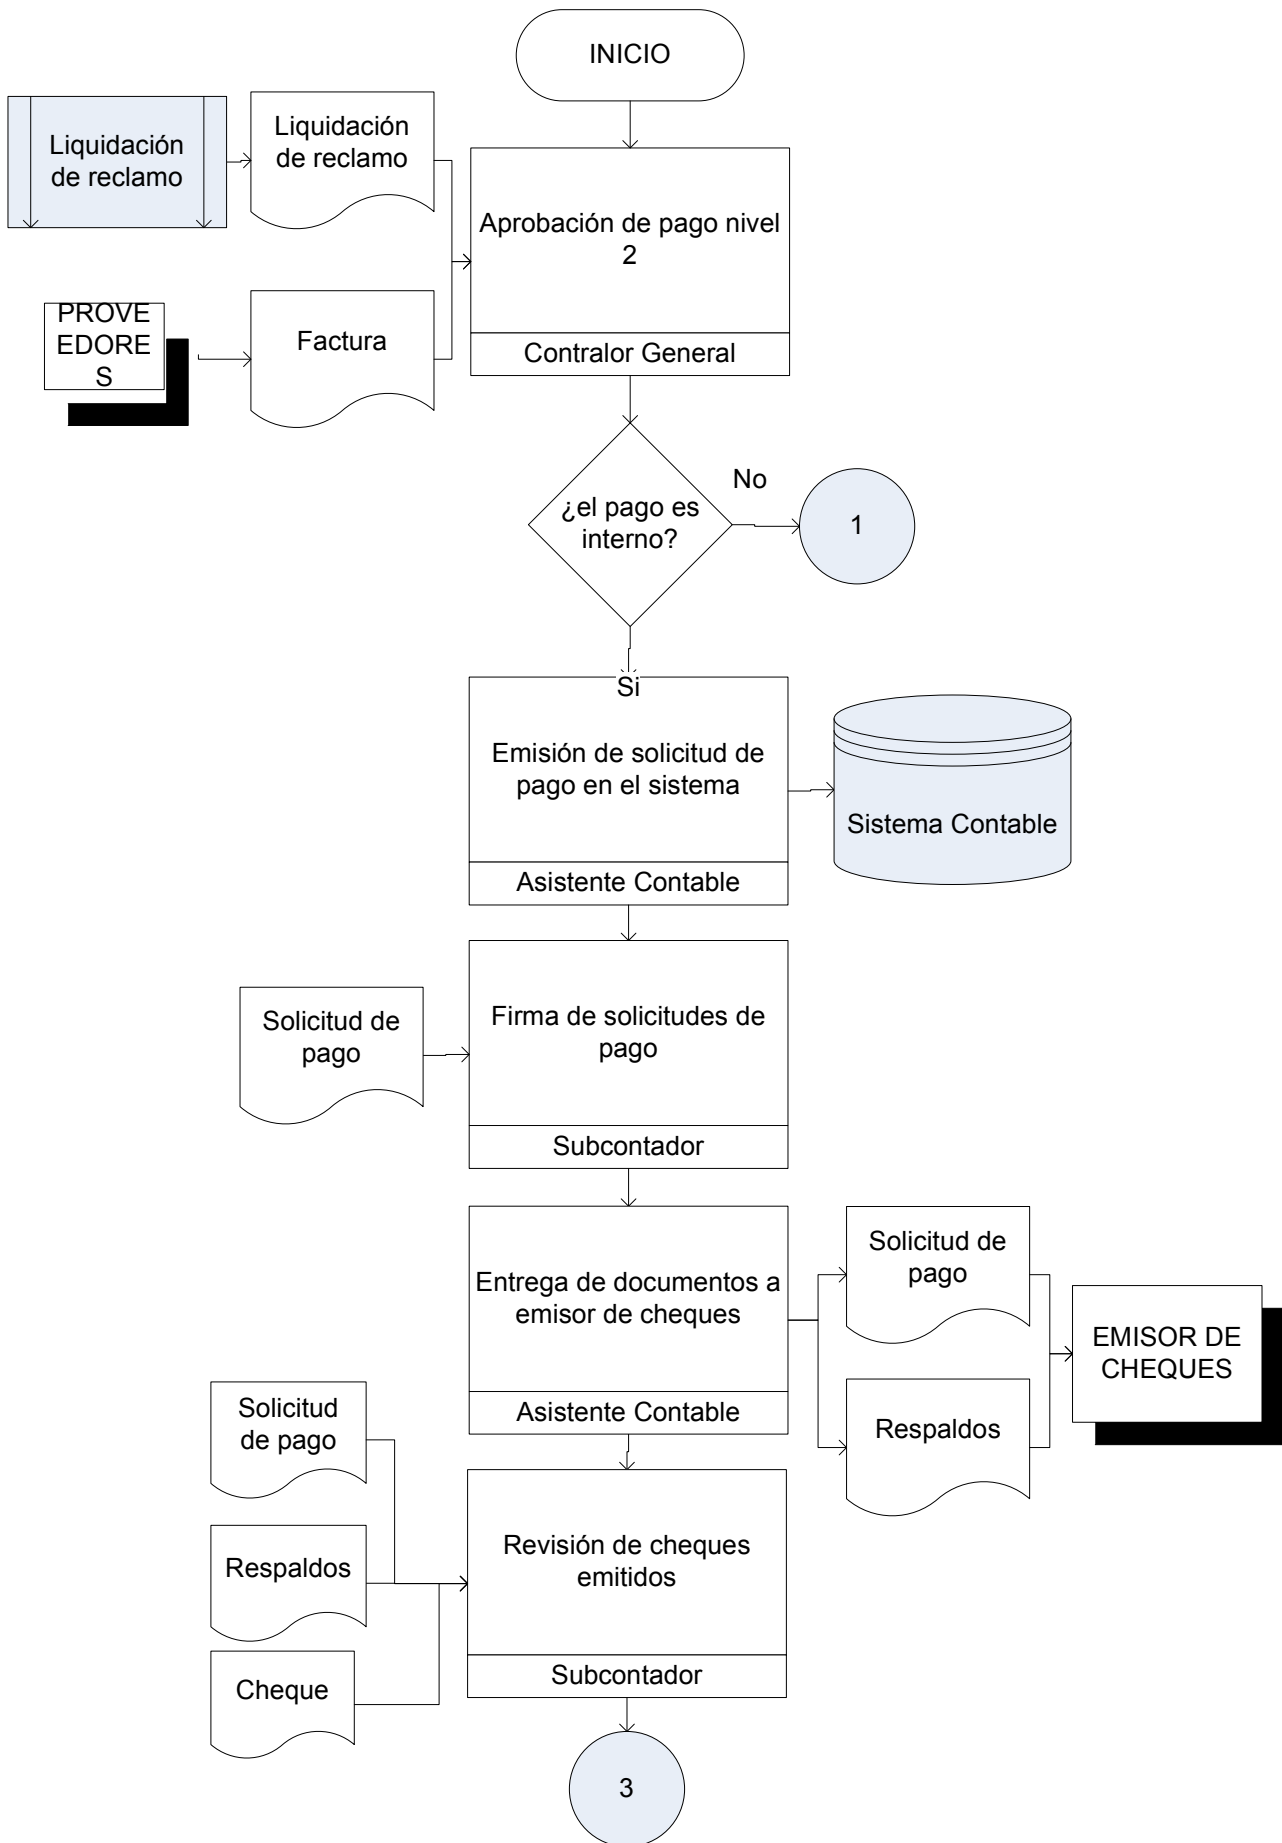 INICIO
Liquidación
de reclamo
Liquidación
de reclamo
Aprobación de pago nivel
2
Contralor General
PROVE
EDORE
S
Factura
¿el pago es
interno?
No
1
Si
Emisión de solicitud de
pago en el sistema
Asistente Contable
Sistema Contable
Solicitud de
pago
Firma de solicitudes de
pago
Subcontador
Entrega de documentos a
emisor de cheques
Asistente Contable
Solicitud de
pago
Respaldos
EMISOR DE
CHEQUES
Solicitud
de pago
Respaldos
Cheque
Revisión de cheques
emitidos
Subcontador
3